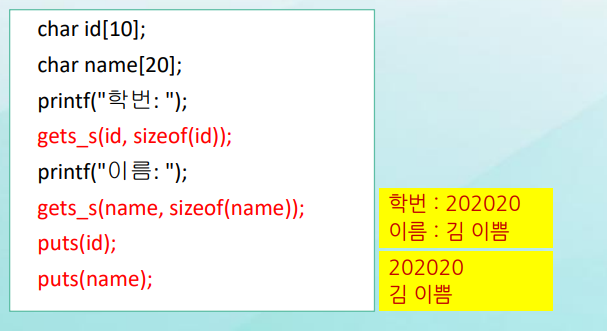 char id[10];
char name[20];
printf("학번: ");
gets_s(id, sizeof(id));
printf("이름: ");
gets_s(name, sizeof(name));
puts(id);
puts(name);
학번 : 202020
이름 : 김 이쁨
202020
김 이쁨